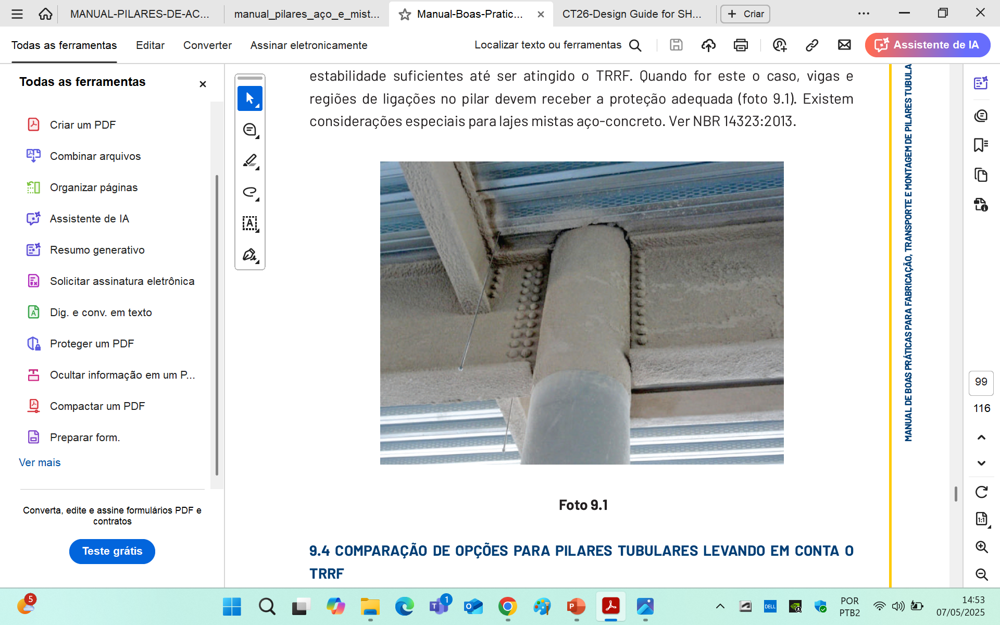 MANUAL-PILARES-DE-AC...
manual_pilares_aço_e_mist...
Manual-Boas-Pratic...
CT26-Design Guide for SH...
Criar
Todas as ferramentas
Editar
Converter
Assinar eletronicamente
Localizar texto ou ferramentas
Assistente de IA
Todas as ferramentas
Criar um PDF
Combinar arquivos
Organizar páginas
Assistente de IA
Resumo generativo
Solicitar assinatura eletrônica
Dig. e conv. em texto
Proteger um PDF
Ocultar informação em um P...
Compactar um PDF
Preparar form.
Ver mais
Converta, edite e assine formulários PDF e
contratos
Teste grátis
estabilidade suficientes até ser atingido o TRRF. Quando for este o caso, vigas e
regiões de ligações no pilar devem receber a proteção adequada (foto 9.1). Existem
considerações especiais para lajes mistas aço-concreto. Ver NBR 14323:2013.
Foto 9.1
9.4 COMPARAÇÃO DE OPÇÕES PARA PILARES TUBULARES LEVANDO EM CONTA O
TRRF
MANUAL DE BOAS PRÁTICAS PARA FABRICAÇÃO, TRANSPORTE E MONTAGEM DE PILARES TUBULA
99
116
1:1
5
1
DELL
POR
PTB2
14:53
07/05/2025